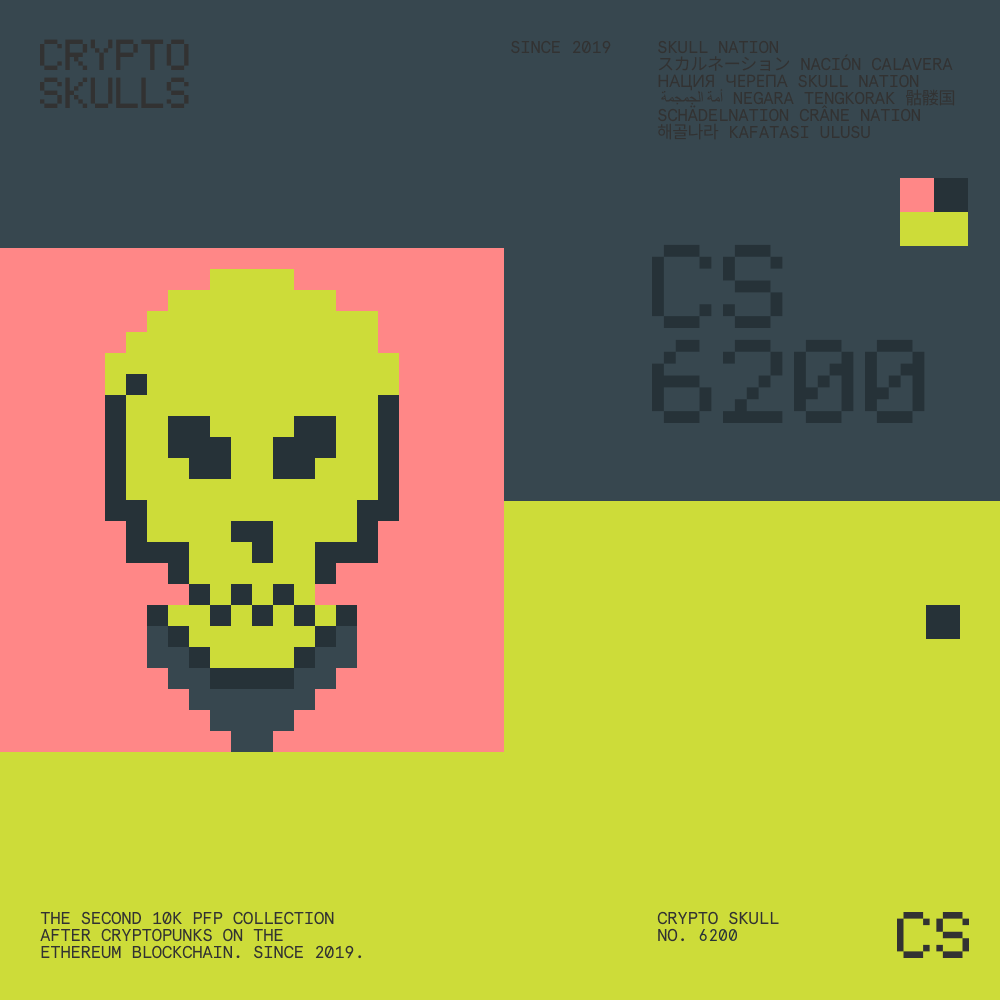 CRYPTO
SKULLS
SINCE 2019
SKULL NATION
スカルネーション NACIÓN CALAVERA
НАЦИЯ ЧЕРЕПА SKULL NATION
أمة الجمجمة NEGARA TENGKORAK 骷髅国
SCHÄDELNATION CRÂNE NATION
해골나라 KAFATASI ULUSU
CS
6200
THE SECOND 10K PFP COLLECTION
AFTER CRYPTOPUNKS ON THE
ETHEREUM BLOCKCHAIN. SINCE 2019.
CRYPTO SKULL
NO. 6200
CS